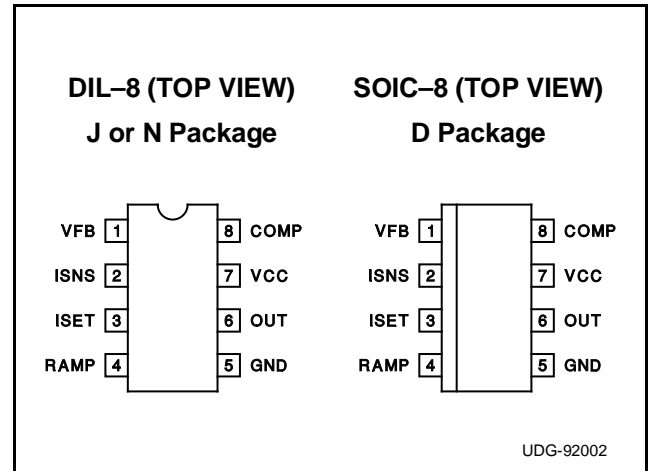 DIL–8 (TOP VIEW)
J or N Package
VFB 1 8 COMP
ISNS 2 7 VCC
ISET 3 6 OUT
RAMP 4 5 GND
SOIC–8 (TOP VIEW)
D Package
VFB 1 8 COMP
ISNS 2 7 VCC
ISET 3 6 OUT
RAMP 4 5 GND
UDG-92002